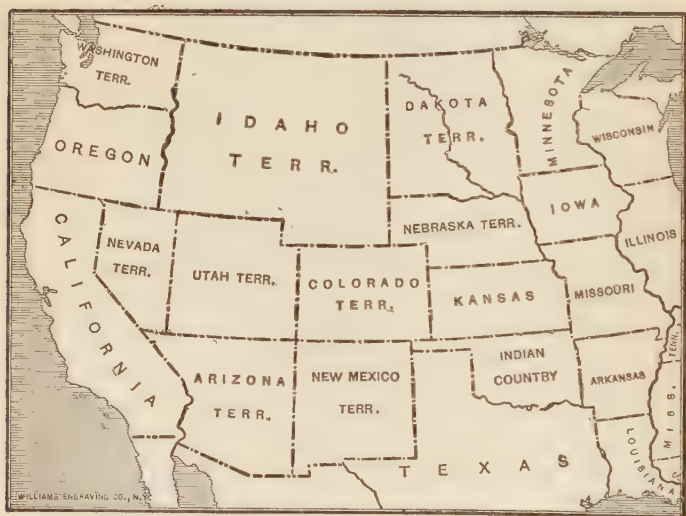 WASHINGTON
TERR.
OREGON
IDAHO
TERR.
DAKOTA
TERR.
MINNESOTA
WISCONSIN
NEBRASKA TERR.
IOWA
ILLINOIS
CALIFORNIA
NEVADA
TERR.
UTAH TERR.
COLORADO
TERR.
KANSAS
MISSOURI
ARIZONA
TERR.
NEW MEXICO
TERR.
INDIAN
COUNTRY
ARKANSAS
TENN.
MISS.
TEXAS
LOUISIANA
WILLIAMS ENGRAVING CO., N.Y.